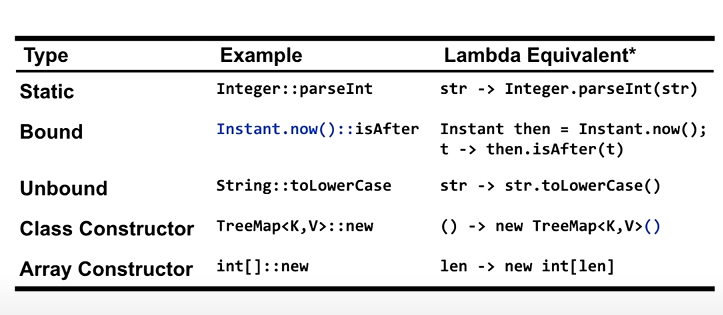 Type Example Lambda Equivalent*
Static Integer::parseInt str -> Integer.parseInt(str)
Bound Instant.now()::isAfter Instant then = Instant.now();
t -> then.isAfter(t)
Unbound String::toLowerCase str -> str.toLowerCase()
Class Constructor TreeMap<K,V>::new () -> new TreeMap<K,V>()
Array Constructor int[]::new len -> new int[len]